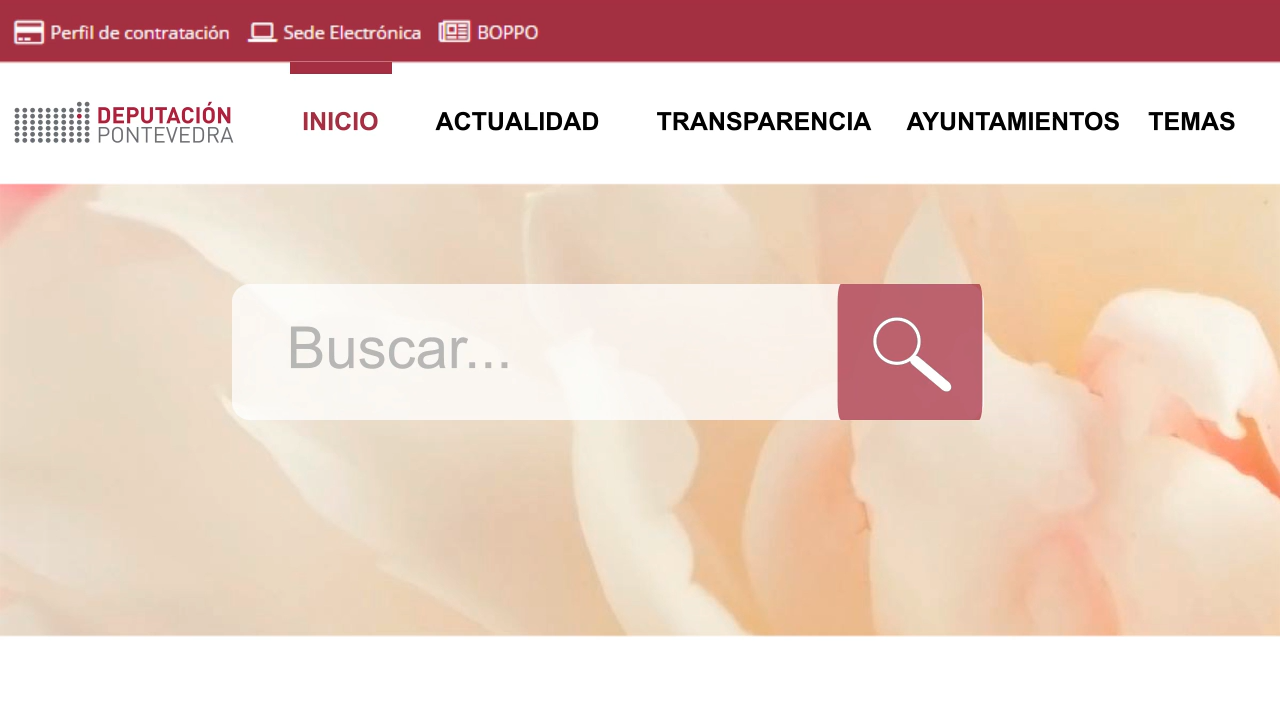 Perfil de contratación Sede Electrónica BOPPO
DEPUTACIÓN
PONTEVEDRA
INICIO ACTUALIDAD TRANSPARENCIA AYUNTAMIENTOS TEMAS
Buscar...